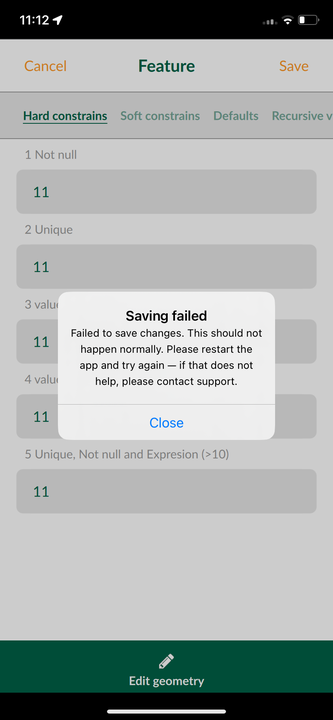 11:12
Cancel
Feature
Save
Hard constrains
Soft constrains
Defaults
Recursive v
1 Not null
11
2 Unique
11
3 value
11
4 value
11
Saving failed
Failed to save changes. This should not
happen normally. Please restart the
app and try again — if that does not
help, please contact support.
Close
5 Unique, Not null and Expresion (>10)
11
Edit geometry